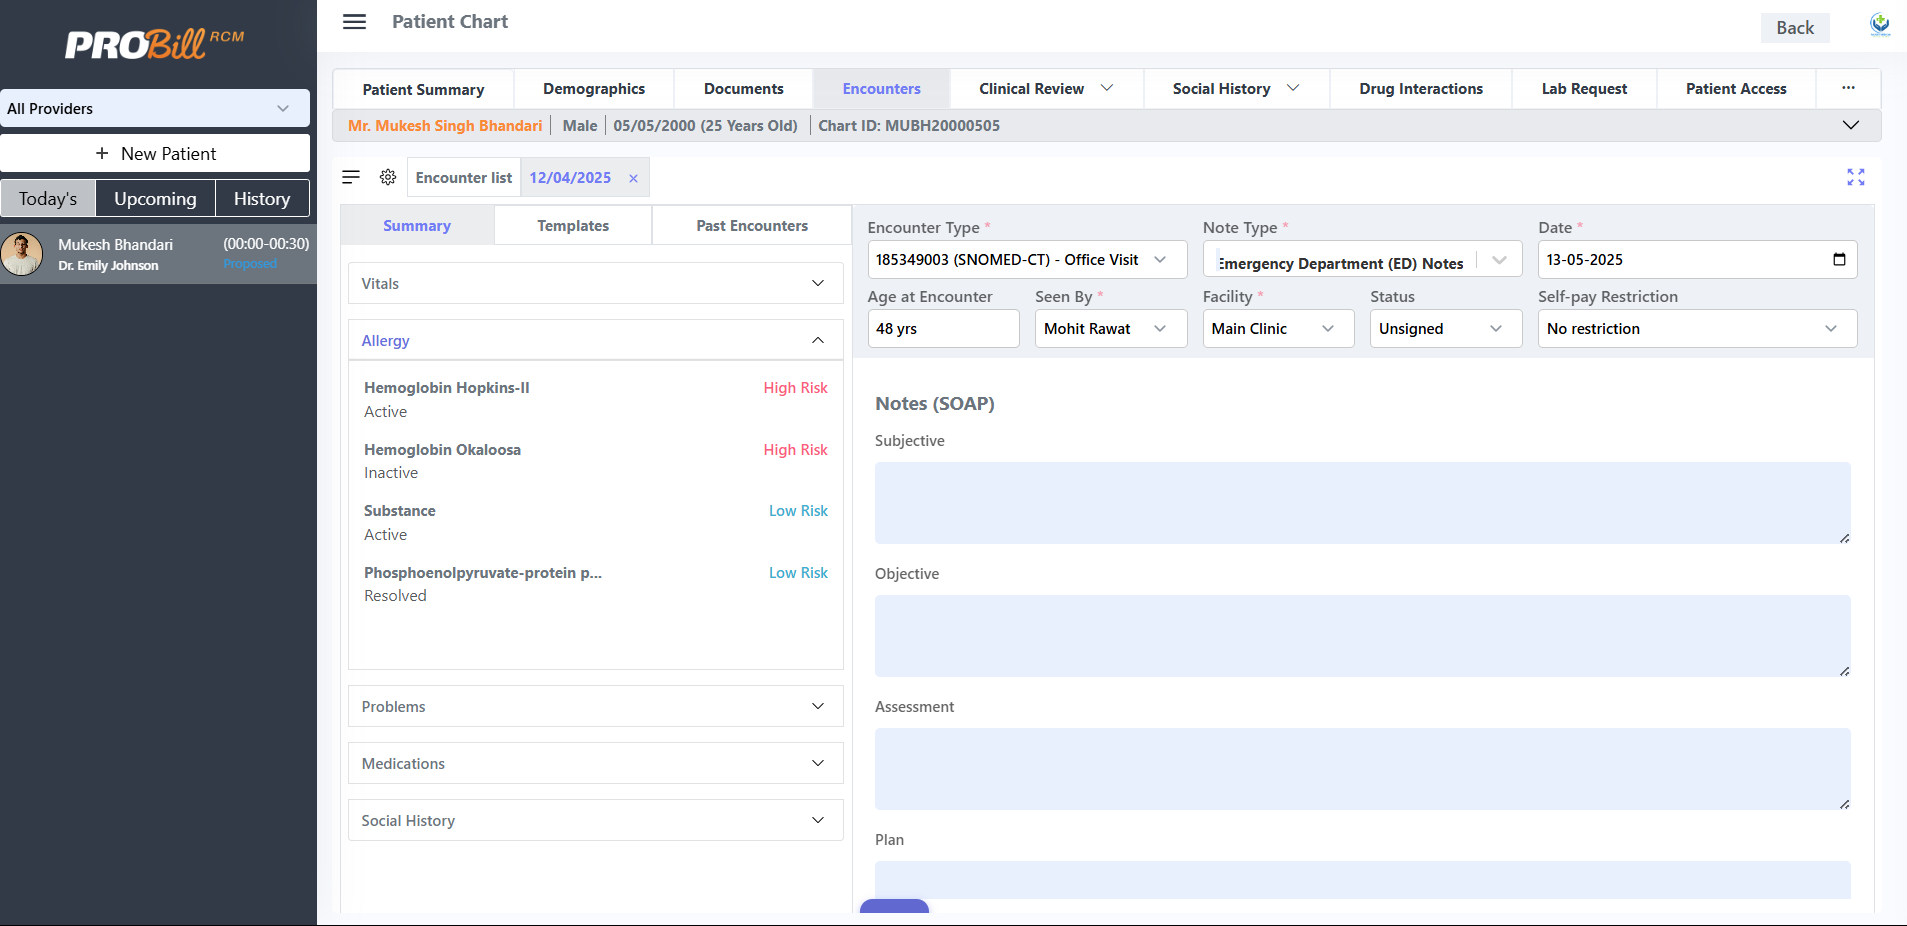 PROBill RCM
All Providers
+ New Patient
Today's Upcoming History
Mukesh Bhandari (00:00-00:30)
Dr. Emily Johnson Proposed
Patient Chart
Back
Patient Summary Demographics Documents Encounters Clinical Review Social History Drug Interactions Lab Request Patient Access ...
Mr. Mukesh Singh Bhandari | Male | 05/05/2000 (25 Years Old) | Chart ID: MUBH20000505
Encounter list 12/04/2025 ×
Summary Templates Past Encounters
Vitals
Allergy
Hemoglobin Hopkins-II High Risk
Active
Hemoglobin Okaloosa High Risk
Inactive
Substance Low Risk
Active
Phosphoenolpyruvate-protein p... Low Risk
Resolved
Problems
Medications
Social History
Encounter Type * Note Type * Date *
185349003 (SNOMED-CT) - Office Visit Emergency Department (ED) Notes 13-05-2025
Age at Encounter Seen By * Facility * Status Self-pay Restriction
48 yrs Mohit Rawat Main Clinic Unsigned No restriction
Notes (SOAP)
Subjective
Objective
Assessment
Plan